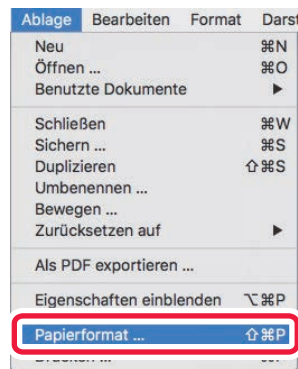 Ablage Bearbeiten Format Darst
Neu ⌘N
Öffnen ... ⌘O
Benutzte Dokumente ▶
Schließen ⌘W
Sichern ... ⌘S
Duplizieren ⇧⌘S
Umbenennen ...
Bewegen ...
Zurücksetzen auf ▶
Als PDF exportieren ...
Eigenschaften einblenden ⌥⌘P
Papierformat ... ⇧⌘P